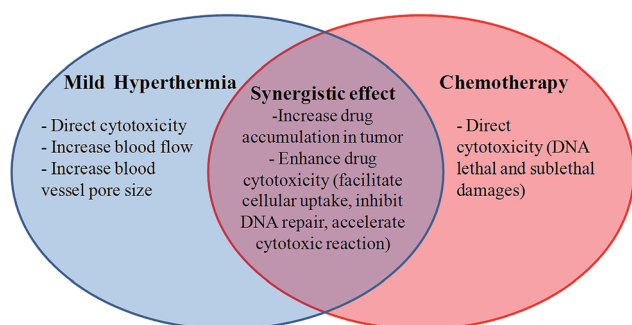 Mild Hyperthermia
- Direct cytotoxicity
- Increase blood flow
- Increase blood
vessel pore size
Synergistic effect
-Increase drug
accumulation in tumor
- Enhance drug
cytotoxicity (facilitate
cellular uptake, inhibit
DNA repair, accelerate
cytotoxic reaction)
Chemotherapy
- Direct
cytotoxicity (DNA
lethal and sublethal
damages)